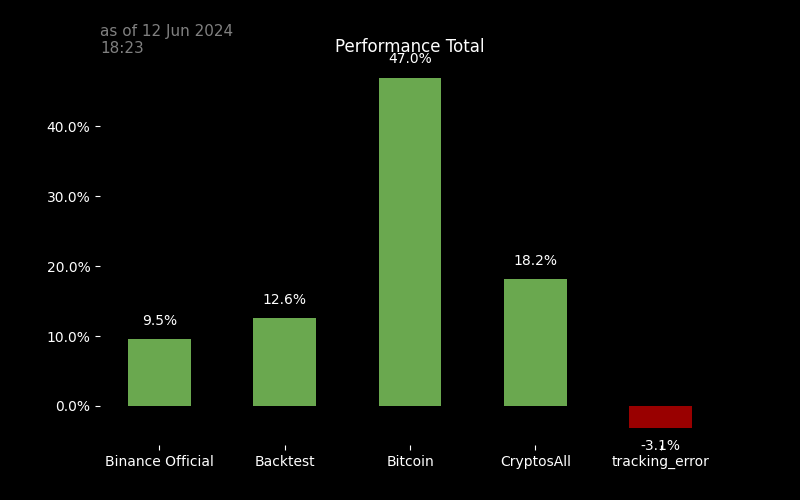 as of 12 Jun 2024
18:23
Performance Total
47.0%
40.0%
30.0%
20.0%
10.0%
0.0%
9.5%
12.6%
18.2%
-3.1%
Binance Official
Backtest
Bitcoin
CryptosAll
tracking_error